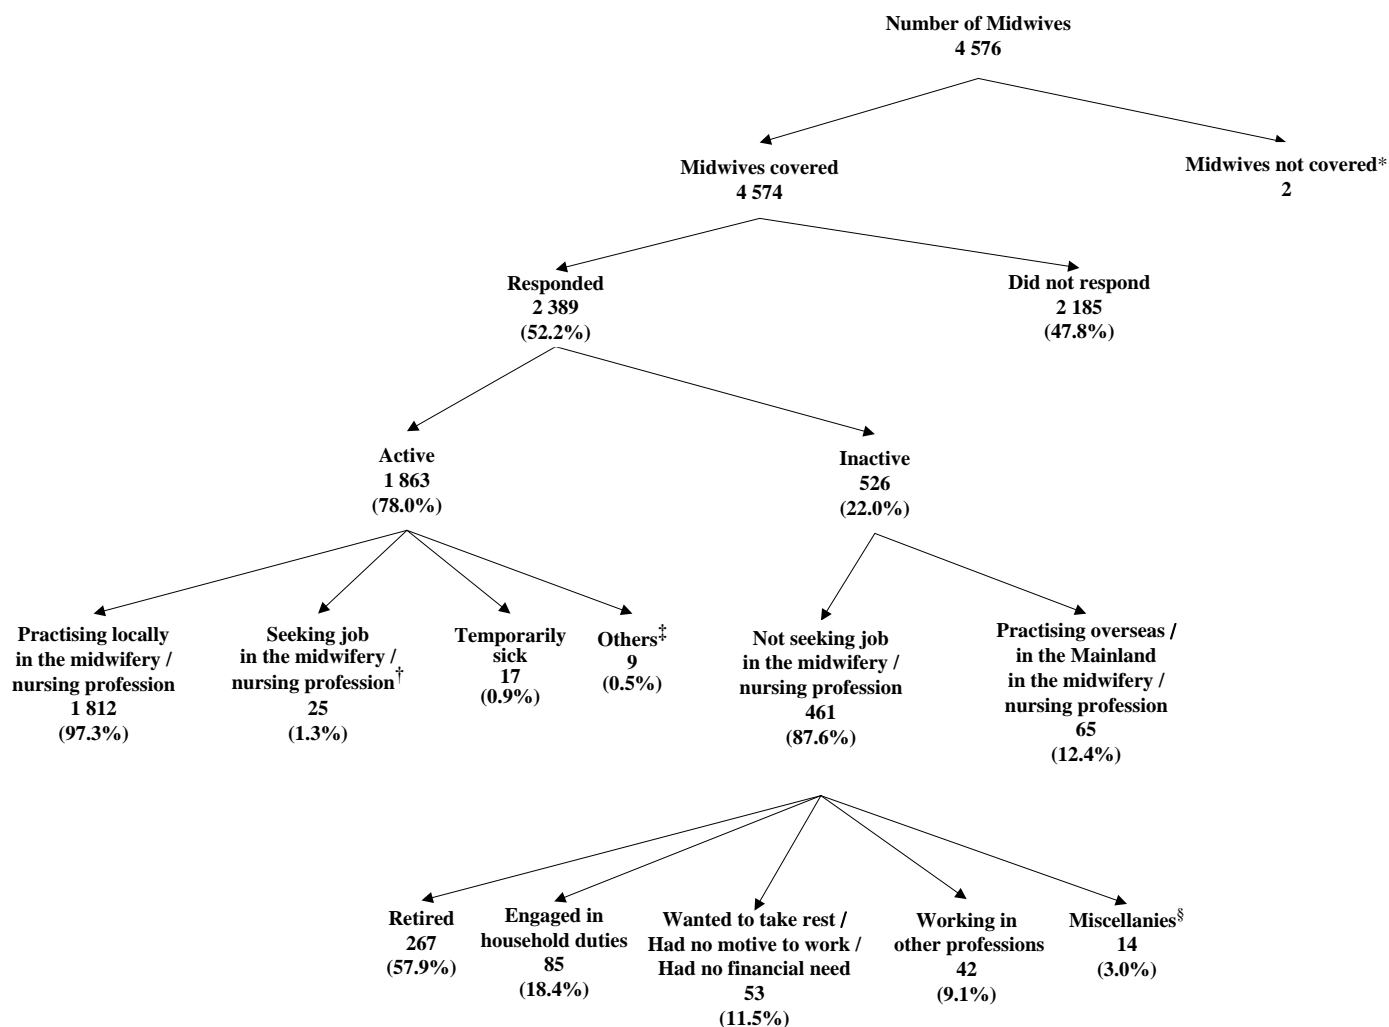 Number of Midwives
4 576
Midwives covered
4 574
Midwives not covered*
2
Responded
2 389
(52.2%)
Did not respond
2 185
(47.8%)
Active
1 863
(78.0%)
Inactive
526
(22.0%)
Practising locally
in the midwifery /
nursing profession
1 812
(97.3%)
Seeking job
in the midwifery /
nursing profession†
25
(1.3%)
Temporarily
sick
17
(0.9%)
Others‡
9
(0.5%)
Not seeking job
in the midwifery /
nursing profession
461
(87.6%)
Practising overseas /
in the Mainland
in the midwifery /
nursing profession
65
(12.4%)
Retired
267
(57.9%)
Engaged in
household duties
85
(18.4%)
Wanted to take rest /
Had no motive to work /
Had no financial need
53
(11.5%)
Working in
other professions
42
(9.1%)
Miscellanies§
14
(3.0%)